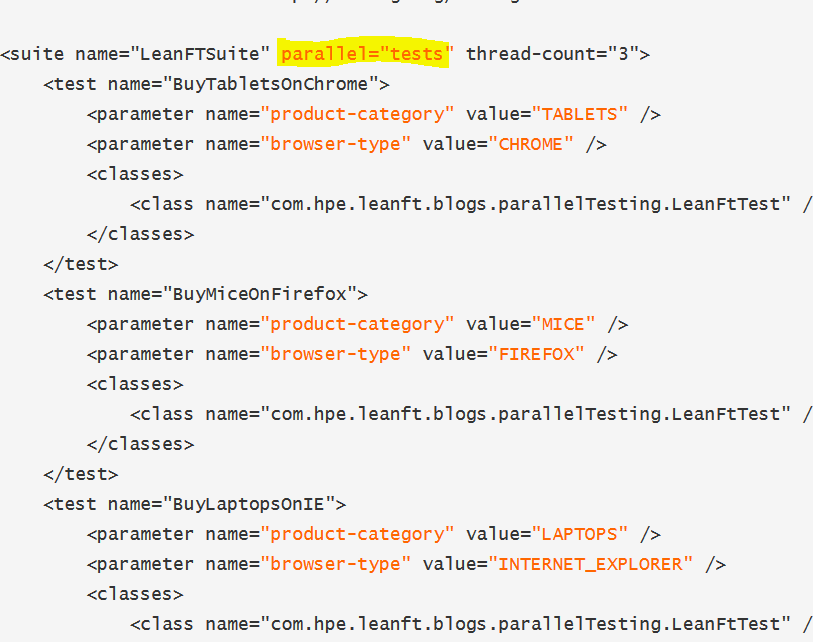 <suite name="LeanFTSuite" parallel="tests" thread-count="3">
<test name="BuyTabletsOnChrome">
<parameter name="product-category" value="TABLETS" />
<parameter name="browser-type" value="CHROME" />
<classes>
<class name="com.hpe.leanft.blogs.parallelTesting.LeanFtTest" /
</classes>
</test>
<test name="BuyMiceOnFirefox">
<parameter name="product-category" value="MICE" />
<parameter name="browser-type" value="FIREFOX" />
<classes>
<class name="com.hpe.leanft.blogs.parallelTesting.LeanFtTest" /
</classes>
</test>
<test name="BuyLaptopsOnIE">
<parameter name="product-category" value="LAPTOPS" />
<parameter name="browser-type" value="INTERNET_EXPLORER" />
<classes>
<class name="com.hpe.leanft.blogs.parallelTesting.LeanFtTest" /